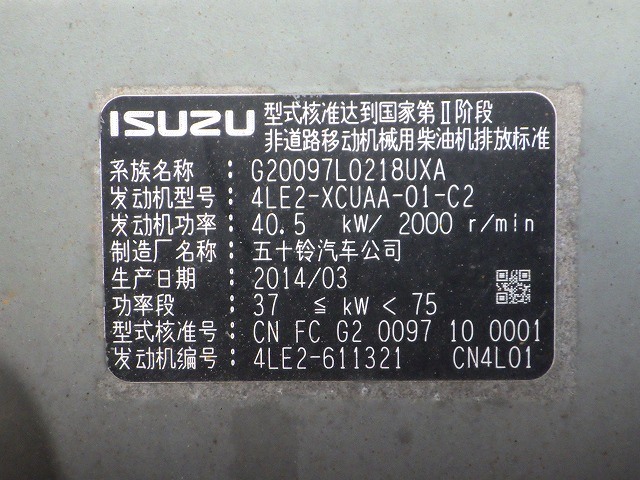 ISUZU
型式核准达到国家第Ⅱ阶段
非道路移动机械用柴油机排放标准
系族名称：G20097L0218UXA
发动机型号：4LE2-XCUAA-01-C2
发动机功率：40.5 kW/ 2000 r/min
制造厂名称：五十铃汽车公司
生产日期：2014/03
功率段：37 ≦ kW < 75
型式核准号：CN FC G2 0097 10 0001
发动机编号：4LE2-611321 CN4L01